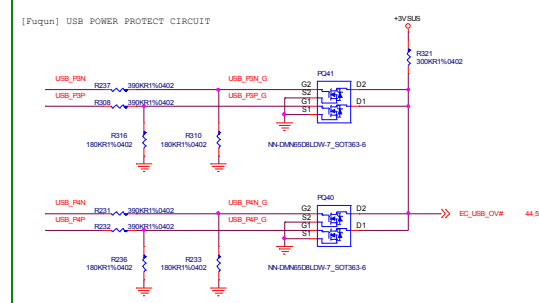 [Fuqun] USB POWER PROTECT CIRCUIT
+3VSUS
R321
300KR1%0402
USB_P3N
R237 390KR1%0402
USB_P3N_G
PQ41
USB_P3P
R308 390KR1%0402
USB_P3P_G
G2
S2
G1
S1
D2
D1
R316
180KR1%0402
R310
180KR1%0402
NN-DMN65D8LDW-7_SOT363-6
USB_P4N
R231 390KR1%0402
USB_P4N_G
PQ40
USB_P4P
R232 390KR1%0402
USB_P4P_G
G2
S2
G1
S1
D2
D1
EC_USB_OV# 44,5
R236
180KR1%0402
R233
180KR1%0402
NN-DMN65D8LDW-7_SOT363-6